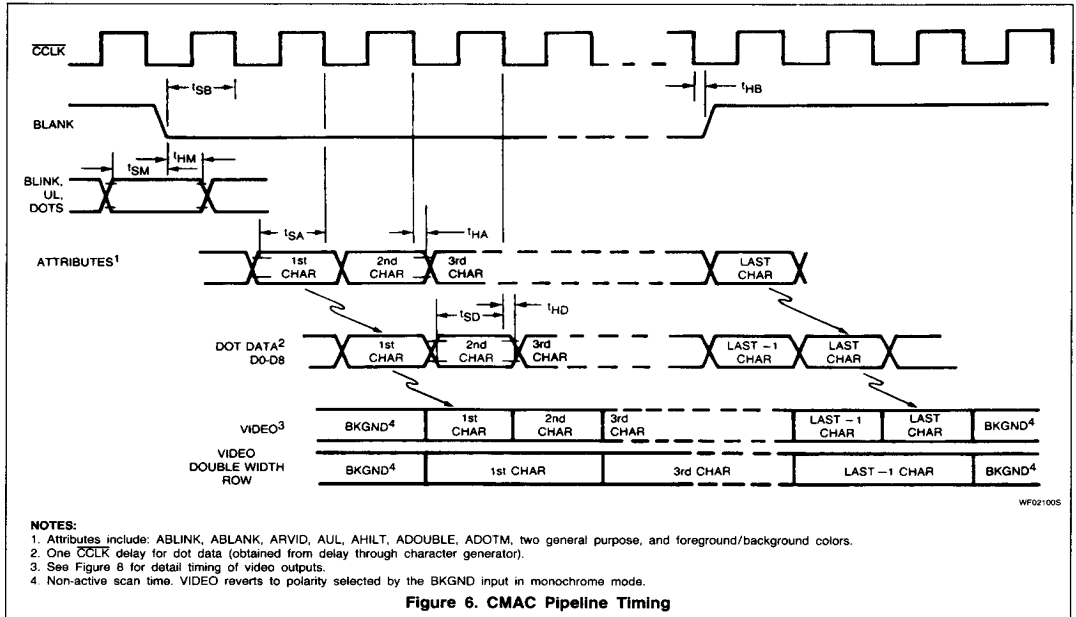 CCLK
tSB
tHB
BLANK
tHM
tSM
BLINK,
UL,
DOTS
tSA
tHA
ATTRIBUTES1
1st
CHAR
2nd
CHAR
3rd
CHAR
LAST
CHAR
tSD
tHD
DOT DATA2
D0-D8
1st
CHAR
2nd
CHAR
3rd
CHAR
LAST −1
CHAR
LAST
CHAR
VIDEO3
BKGND4
1st
CHAR
2nd
CHAR
3rd
CHAR
LAST −1
CHAR
LAST
CHAR
BKGND4
VIDEO
DOUBLE WIDTH
ROW
BKGND4
1st CHAR
3rd CHAR
LAST −1 CHAR
BKGND4
WF02100S
NOTES:
1. Attributes include: ABLINK, ABLANK, ARVID, AUL, AHILT, ADOUBLE, ADOTM, two general purpose, and foreground/background colors.
2. One CCLK delay for dot data (obtained from delay through character generator).
3. See Figure 8 for detail timing of video outputs.
4. Non-active scan time. VIDEO reverts to polarity selected by the BKGND input in monochrome mode.
Figure 6. CMAC Pipeline Timing